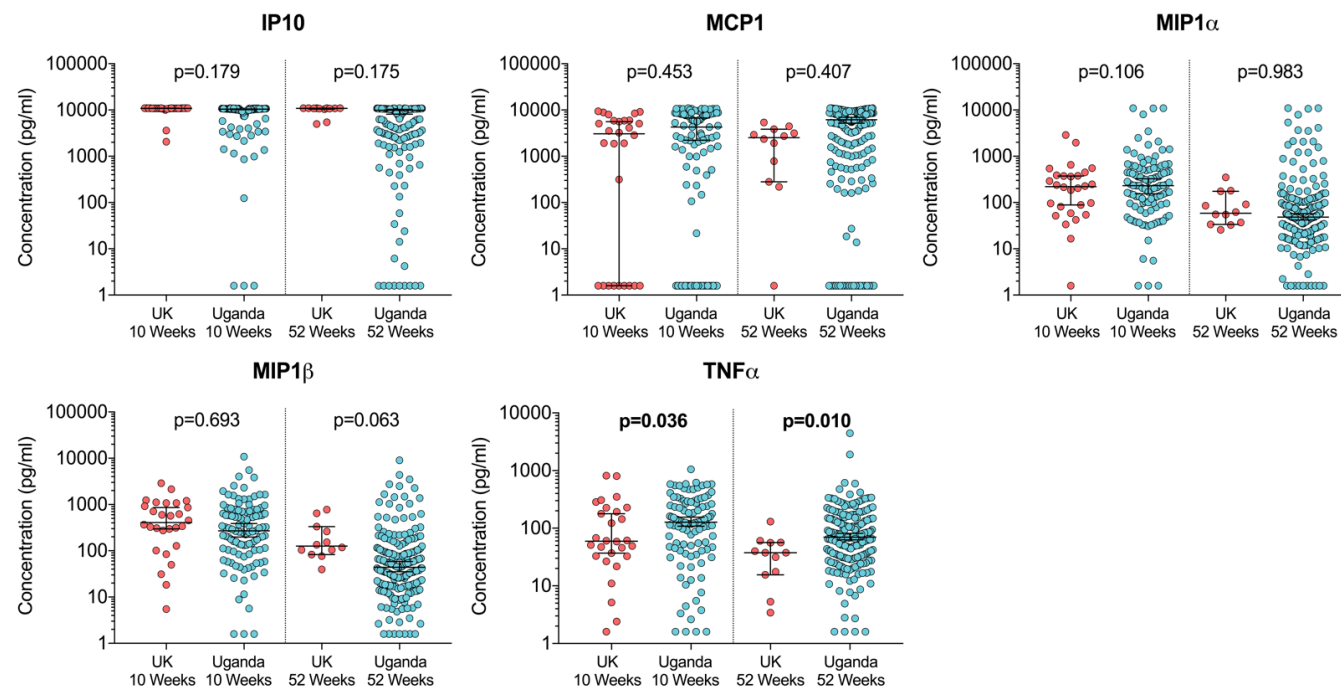 IP10
MCP1
MIP1α
Concentration (pg/ml)
100000
10000
1000
100
10
1
p=0.179
p=0.175
UK
10 Weeks
Uganda
10 Weeks
UK
52 Weeks
Uganda
52 Weeks
Concentration (pg/ml)
100000
10000
1000
100
10
1
p=0.453
p=0.407
UK
10 Weeks
Uganda
10 Weeks
UK
52 Weeks
Uganda
52 Weeks
Concentration (pg/ml)
100000
10000
1000
100
10
1
p=0.106
p=0.983
UK
10 Weeks
Uganda
10 Weeks
UK
52 Weeks
Uganda
52 Weeks
MIP1β
TNFα
Concentration (pg/ml)
100000
10000
1000
100
10
1
p=0.693
p=0.063
UK
10 Weeks
Uganda
10 Weeks
UK
52 Weeks
Uganda
52 Weeks
Concentration (pg/ml)
10000
1000
100
10
1
p=0.036
p=0.010
UK
10 Weeks
Uganda
10 Weeks
UK
52 Weeks
Uganda
52 Weeks